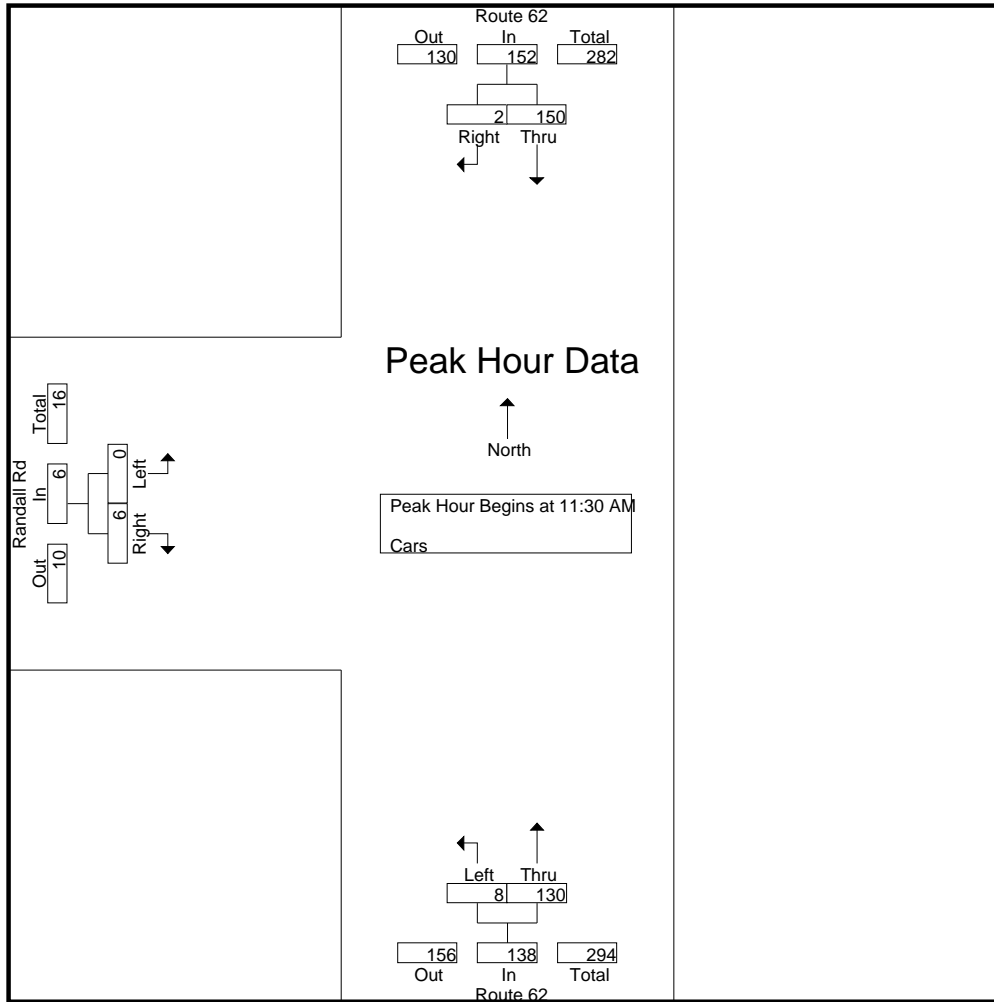 Route 62
Out In Total
130 152 282
2 150
Right Thru
Peak Hour Data
North
Peak Hour Begins at 11:30 AM
Cars
Randall Rd
Out In Total
10 6 16
6 0
Right Left
Left Thru
8 130
156 138 294
Out In Total
Route 62